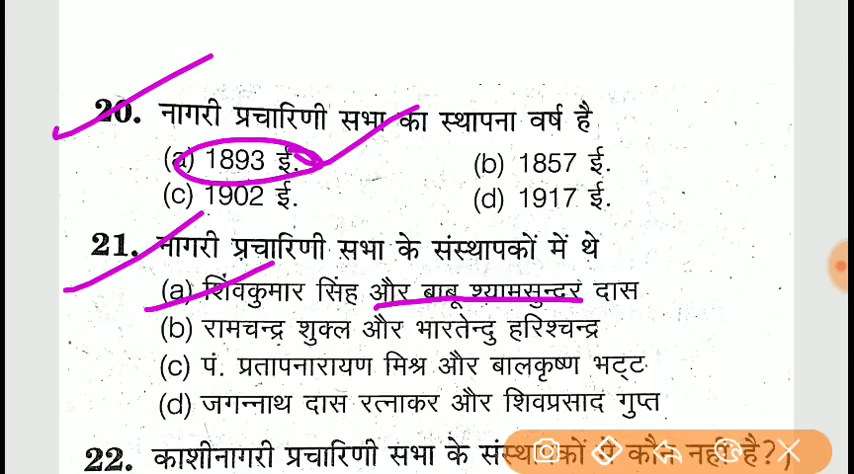 20. नागरी प्रचारिणी सभा का स्थापना वर्ष है
(a) 1893 ई. (b) 1857 ई.
(c) 1902 ई. (d) 1917 ई.
21. नागरी प्रचारिणी सभा के संस्थापकों में थे
(a) शिवकुमार सिंह और बाबू श्यामसुन्दर दास
(b) रामचन्द्र शुक्ल और भारतेन्दु हरिश्चन्द्र
(c) पं. प्रतापनारायण मिश्र और बालकृष्ण भट्ट
(d) जगन्नाथ दास रत्नाकर और शिवप्रसाद गुप्त
22. काशीनागरी प्रचारिणी सभा के संस्थापकों में कौन नहीं है?